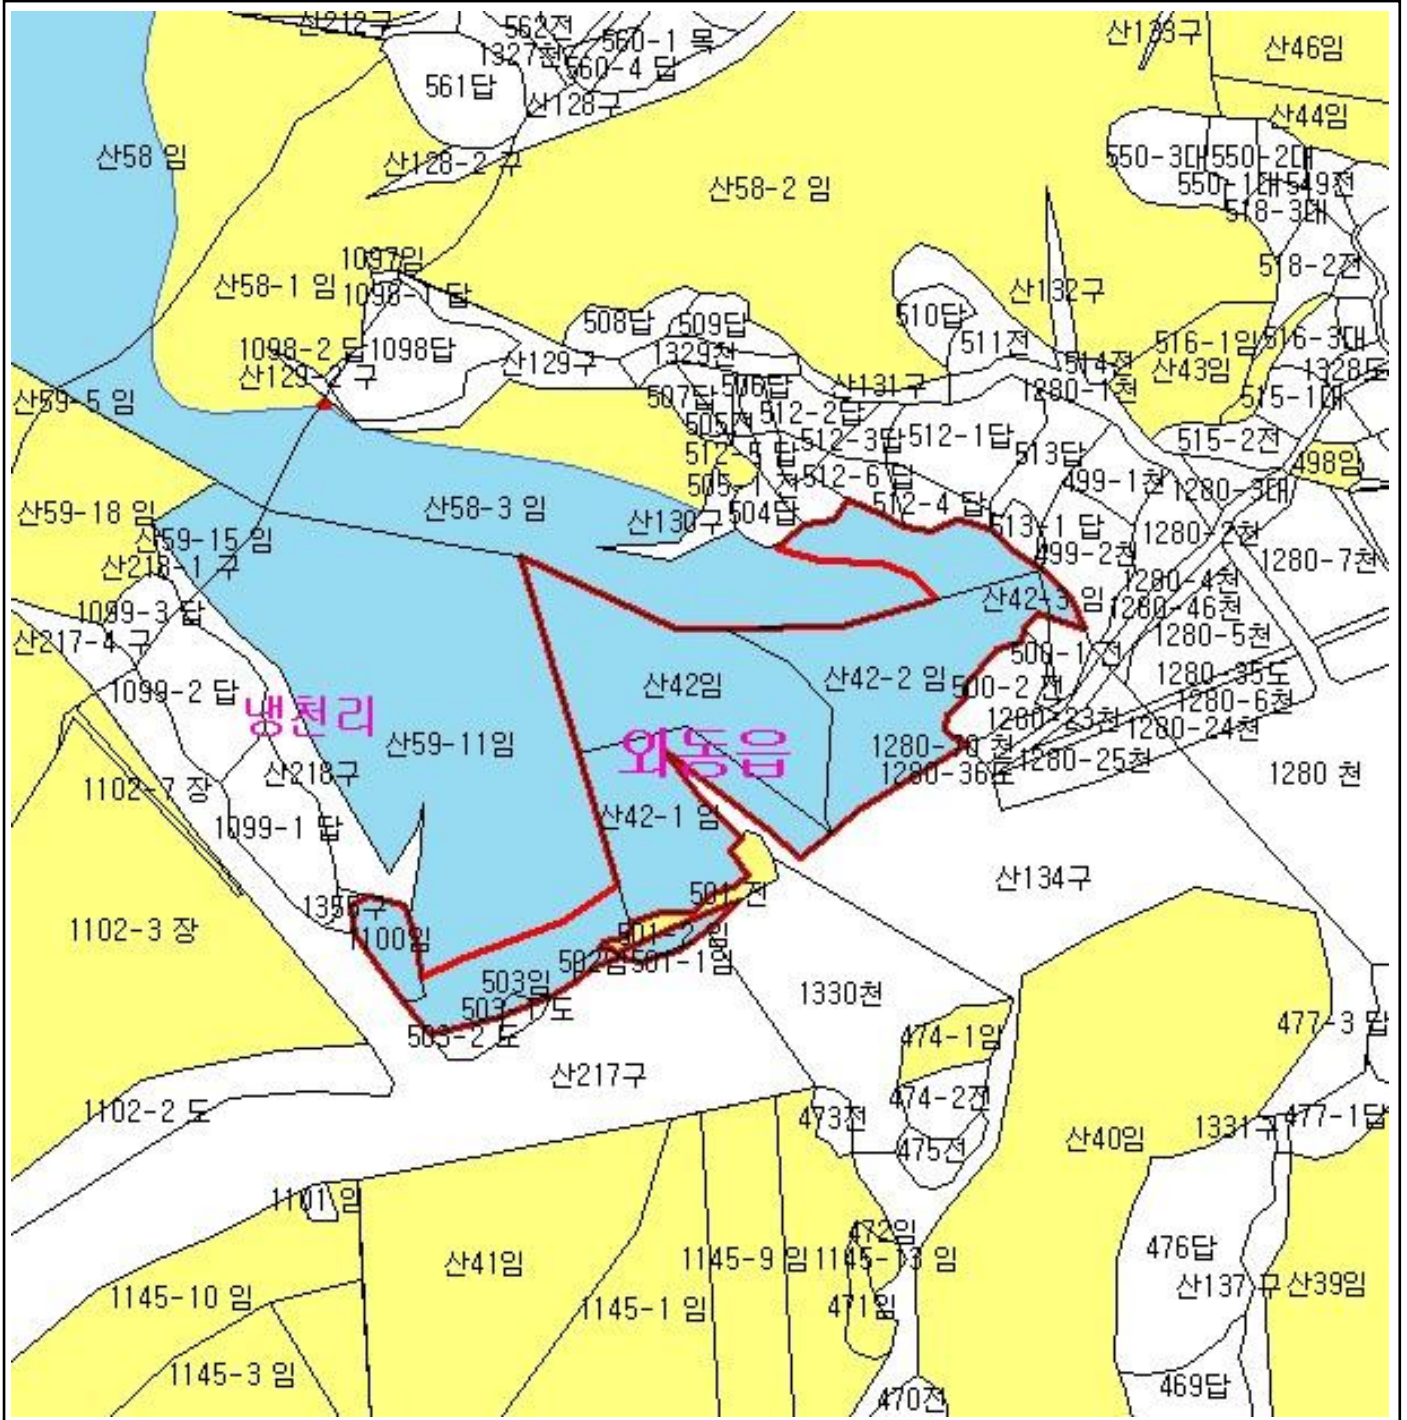 산212구
562전
1327천
560-1 목
560-4 답
561답
산128구
산128-2 구
산133구
산46임
산44임
산58 임
산58-2 임
550-3대
550-2대
550-1대
549전
518-3대
518-2전
1097임
산58-1 임
1098-1 답
산132구
508답
509답
510답
511전
1098-2 답
1098답
산129구
산129-2 구
1329천
514전
516-1임
516-3대
산43임
1328도
산59-5 임
507답
506답
산131구
1280-1천
515-1대
505전
512-2답
512-3답
512-1답
513답
515-2전
498임
512-5 답
505-1 전
512-6 답
499-1천
1280-3대
산59-18 임
산58-3 임
산130구
504답
512-4 답
513-1 답
499-2천
1280-2천
1280-7천
산59-15 임
산218-1 구
1099-3 답
산42-3 임
1280-4천
1280-46천
산217-4 구
1280-5천
500-1 전
1280-35도
1099-2 답
산42임
산42-2 임
500-2 전
1280-6천
냉천리
산59-11임
외동읍
1280-23천
1280-24천
1280-70 천
1280-36도
1280-25천
1280 천
산218구
1102-7 장
1099-1 답
산42-1 임
산134구
501 전
1355구
1102-3 장
1100임
501-2 임
502임
501-1임
503임
503-1 도
503-2 도
1330천
474-1임
477-3 답
산217구
1102-2 도
473전
474-2전
475전
산40임
1331구
477-1답
1101 임
산41임
1145-9 임
472임
1145-13 임
476답
1145-10 임
1145-1 임
471임
산137 구
산39임
1145-3 임
470전
469답